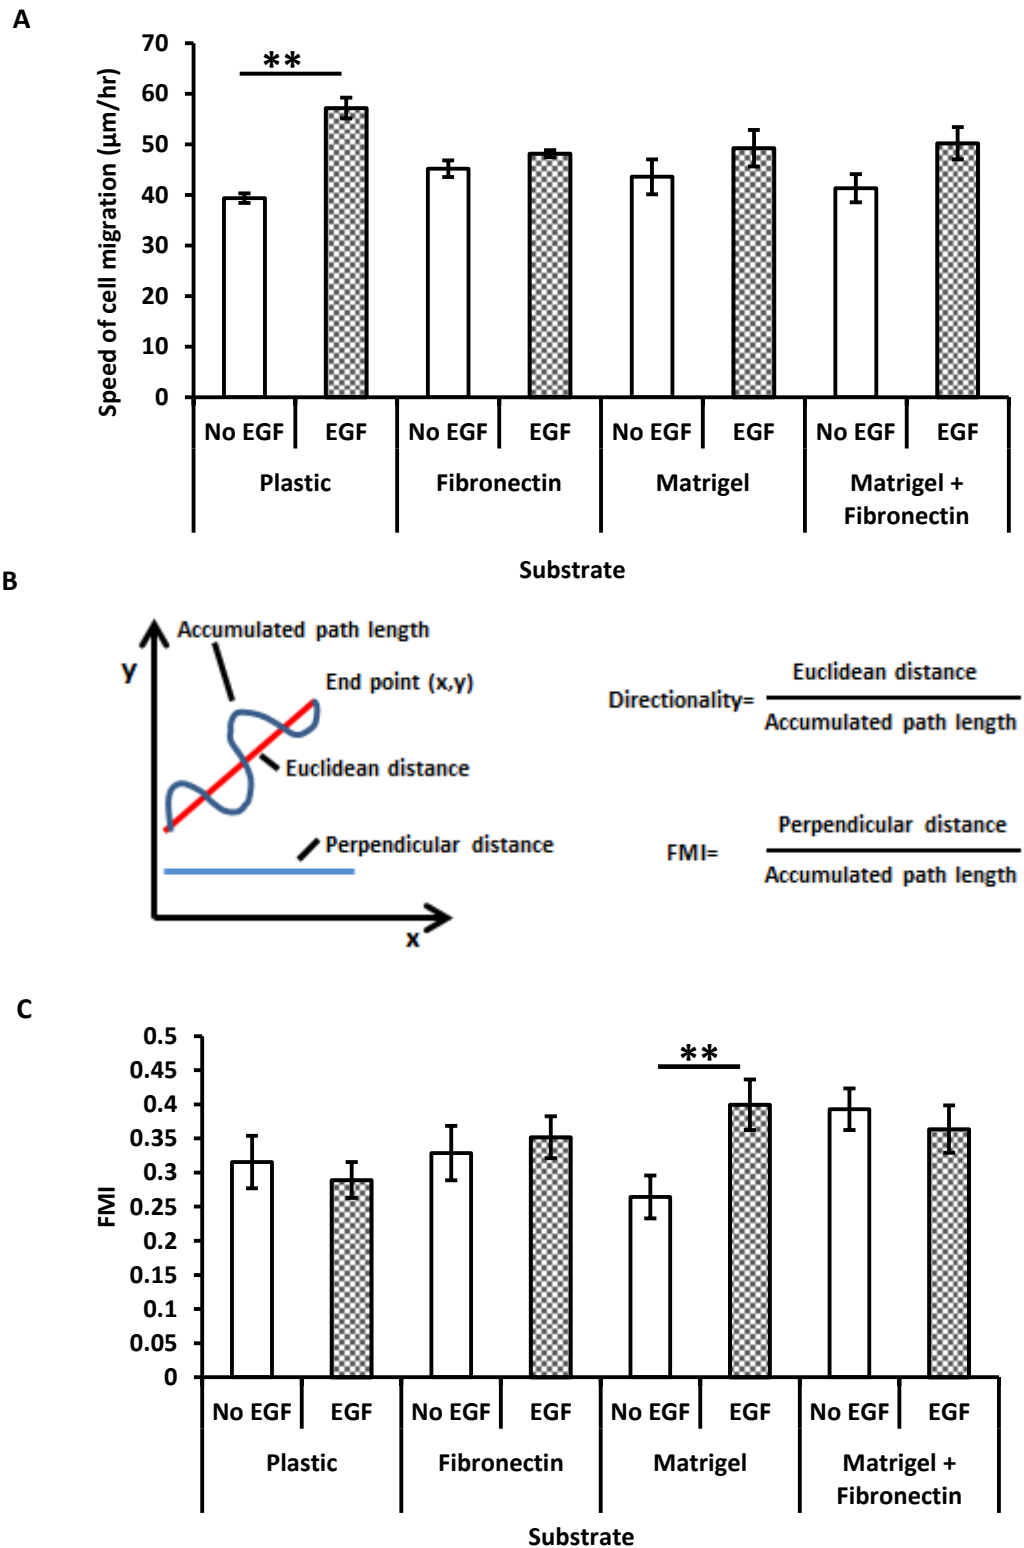 A
70
60
50
40
30
20
10
0
Speed of cell migration (µm/hr)
**
No EGF EGF No EGF EGF No EGF EGF No EGF EGF
Plastic Fibronectin Matrigel Matrigel +
Fibronectin
Substrate
B
y
Accumulated path length
End point (x,y)
Euclidean distance
Perpendicular distance
x
Directionality=
Euclidean distance
Accumulated path length
FMI=
Perpendicular distance
Accumulated path length
C
0.5
0.45
0.4
0.35
0.3
0.25
0.2
0.15
0.1
0.05
0
FMI
**
No EGF EGF No EGF EGF No EGF EGF No EGF EGF
Plastic Fibronectin Matrigel Matrigel +
Fibronectin
Substrate